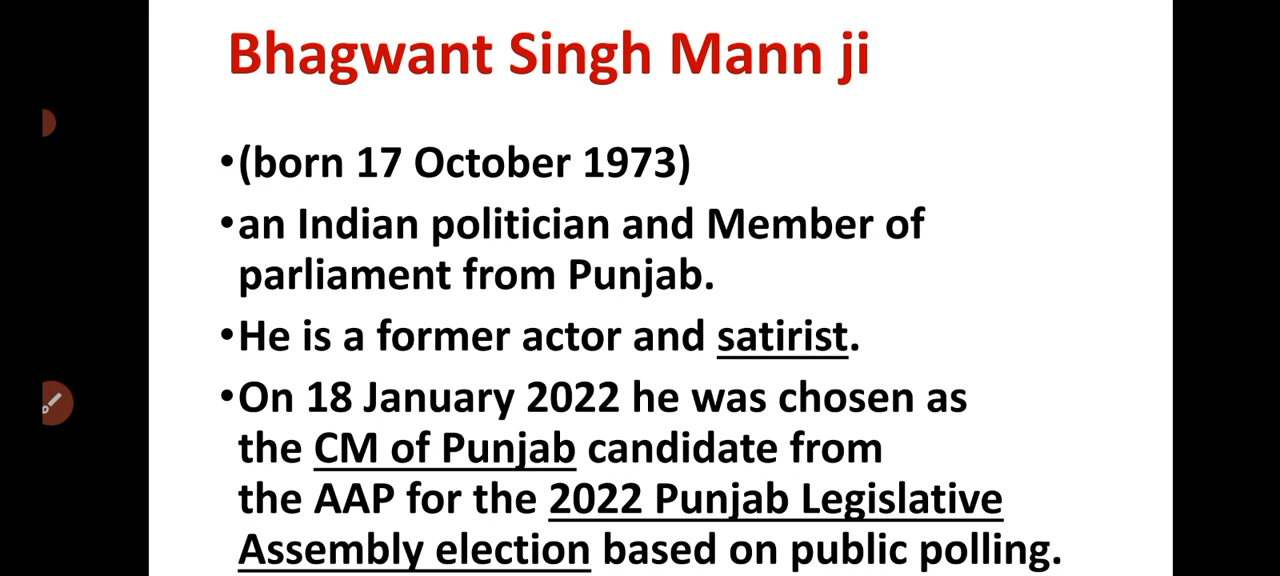 Bhagwant Singh Mann ji
•(born 17 October 1973)
•an Indian politician and Member of
parliament from Punjab.
•He is a former actor and satirist.
•On 18 January 2022 he was chosen as
the CM of Punjab candidate from
the AAP for the 2022 Punjab Legislative
Assembly election based on public polling.